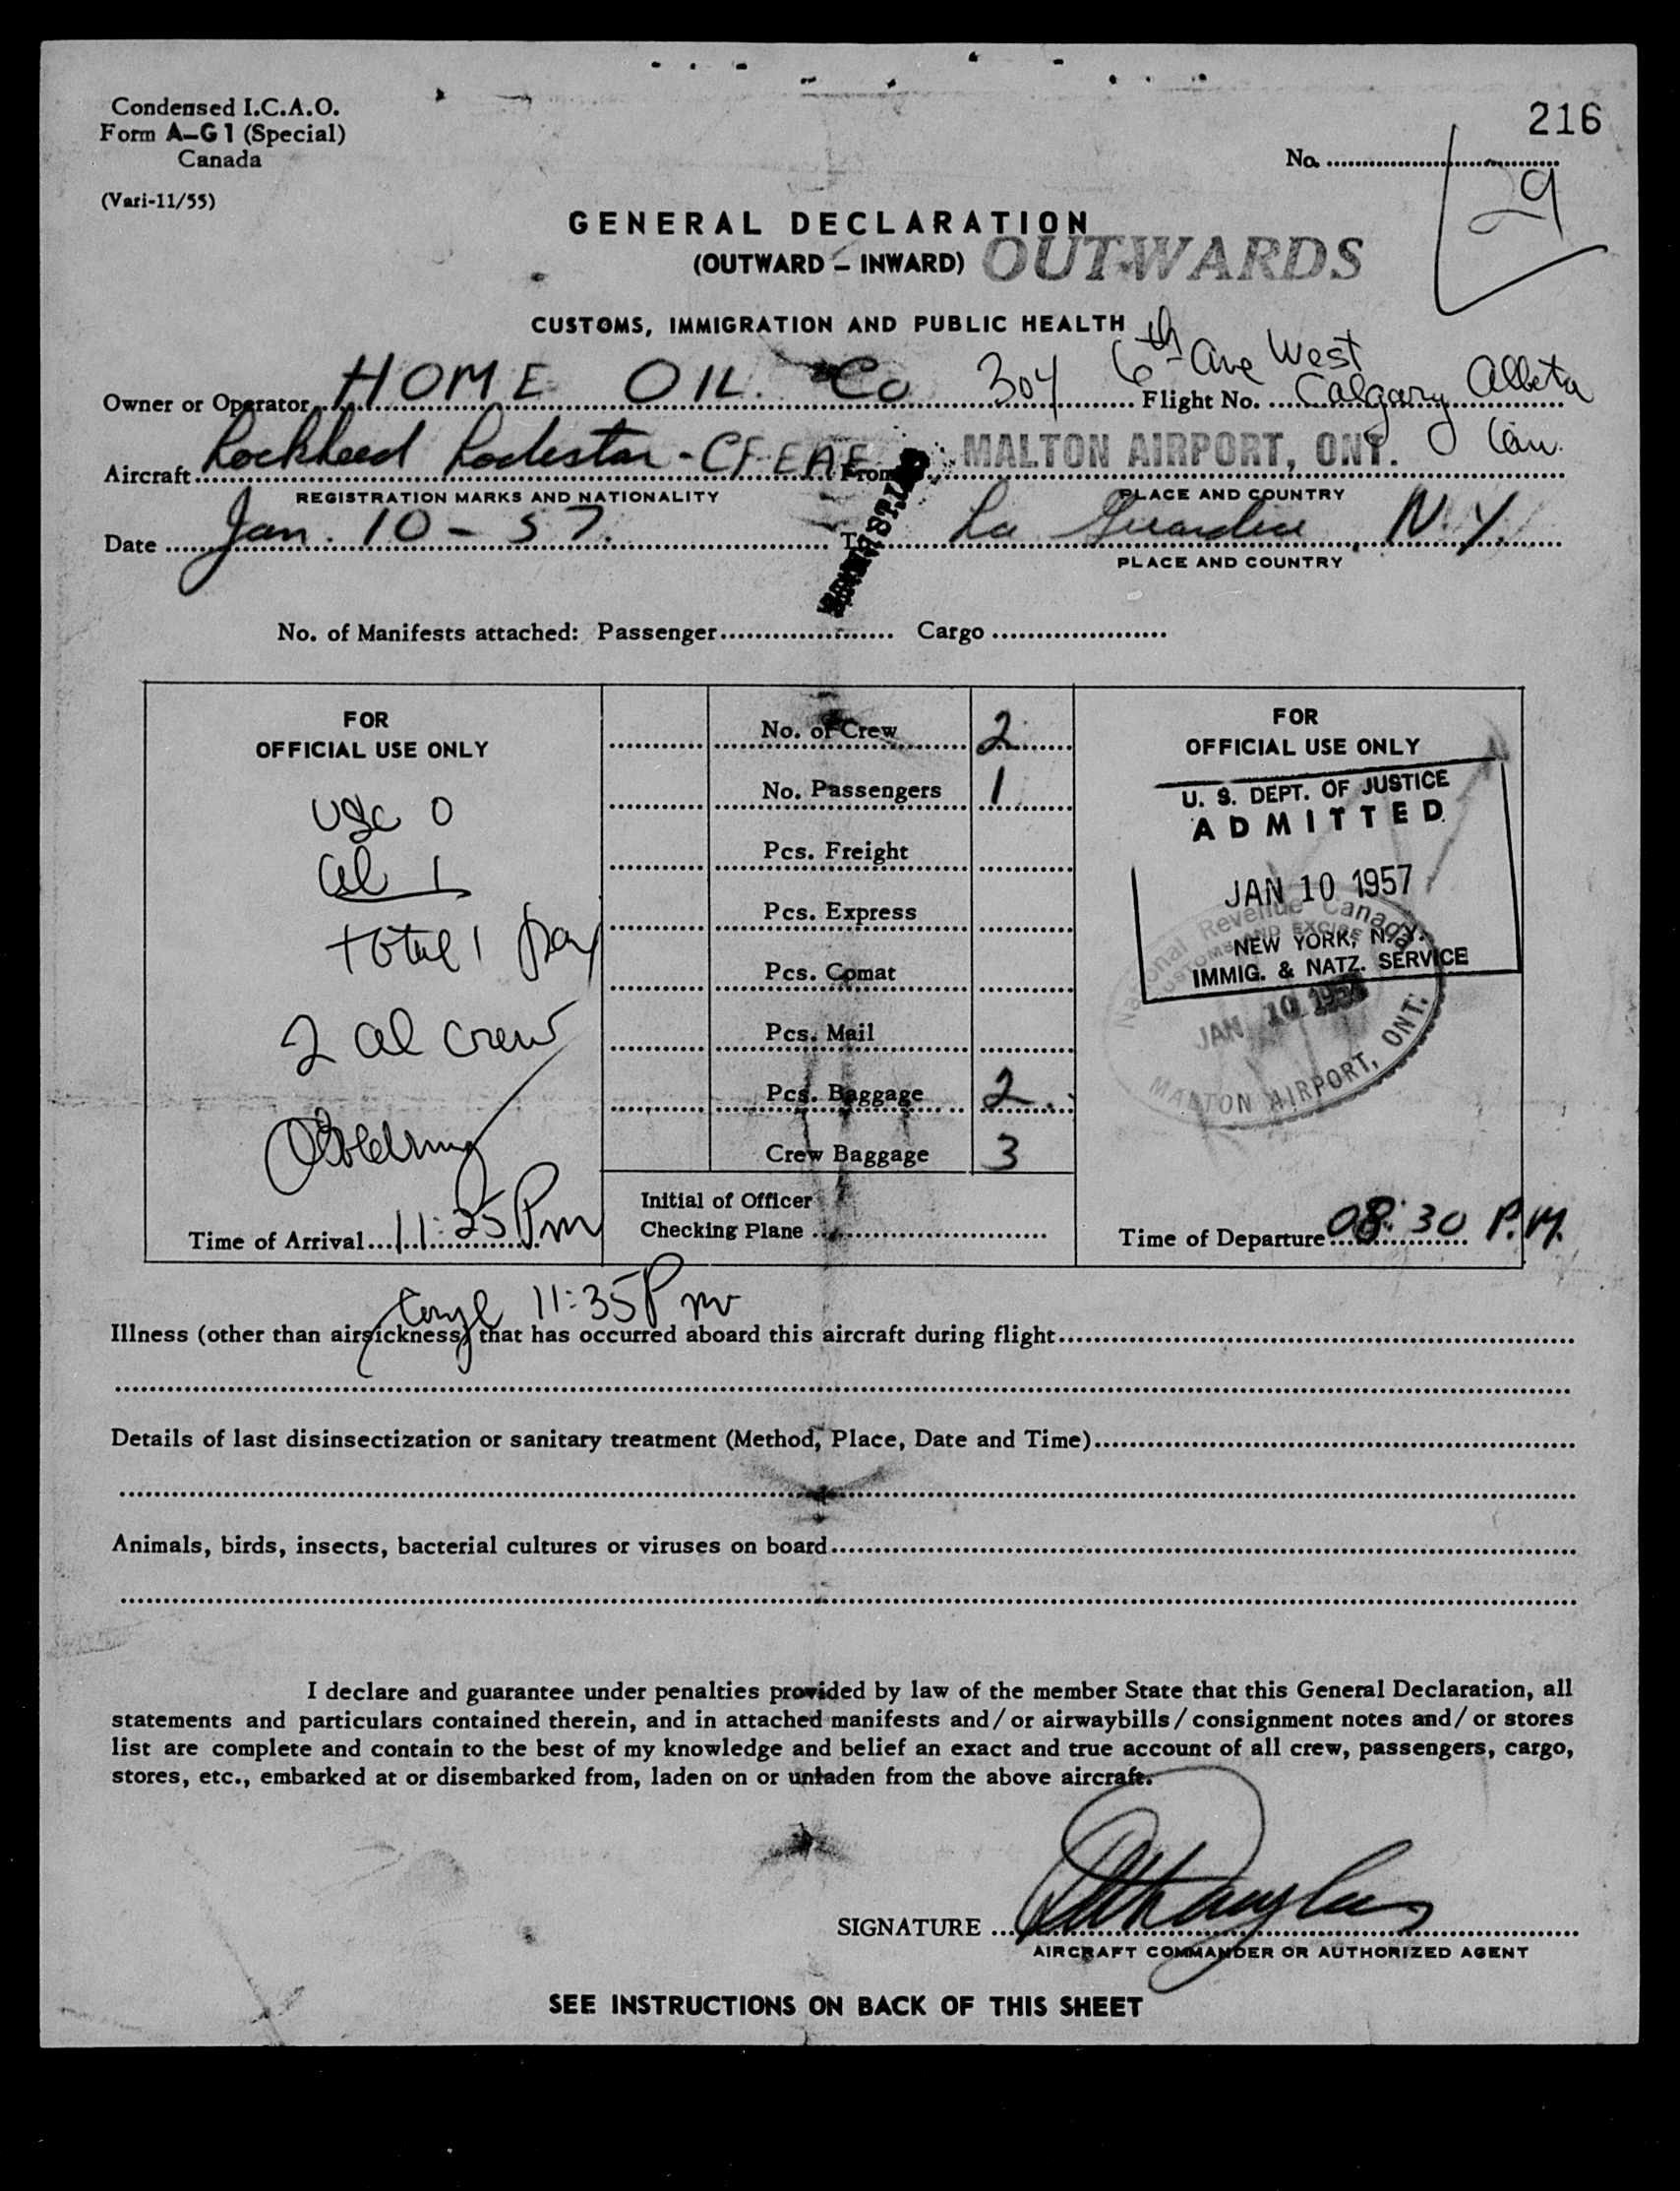 Condensed I.C.A.O.
Form A-G1 (Special)
Canada
(Vari-11/55)
216
No.
29
GENERAL DECLARATION
(OUTWARD - INWARD) OUTWARDS
CUSTOMS, IMMIGRATION AND PUBLIC HEALTH
Owner or Operator HOME OIL Co 304 6th Ave West
Flight No. Calgary Alberta
Can.
Aircraft Lockheed Lodestar - CF-EAE From MALTON AIRPORT, ONT.
REGISTRATION MARKS AND NATIONALITY PLACE AND COUNTRY
Date Jan. 10 - 57. To La Guardia, N.Y.
PLACE AND COUNTRY
No. of Manifests attached: Passenger Cargo
FOR
OFFICIAL USE ONLY
USC 0
al 1
total 1 pax
2 al crew
Time of Arrival 11:25 Pm
No. of Crew 2
No. Passengers 1
Pcs. Freight
Pcs. Express
Pcs. Comat
Pcs. Mail
Pcs. Baggage 2
Crew Baggage 3
Initial of Officer
Checking Plane
FOR
OFFICIAL USE ONLY
U. S. DEPT. OF JUSTICE
ADMITTED
JAN 10 1957
NEW YORK, N.Y.
IMMIG. & NATZ. SERVICE
National Revenue Canada
CUSTOMS AND EXCISE
JAN 10 1957
MALTON AIRPORT, ONT.
Time of Departure 08:30 P.M.
11:35 Pm
Illness (other than airsickness) that has occurred aboard this aircraft during flight
Details of last disinsectization or sanitary treatment (Method, Place, Date and Time)
Animals, birds, insects, bacterial cultures or viruses on board
I declare and guarantee under penalties provided by law of the member State that this General Declaration, all
statements and particulars contained therein, and in attached manifests and/or airwaybills/consignment notes and/or stores
list are complete and contain to the best of my knowledge and belief an exact and true account of all crew, passengers, cargo,
stores, etc., embarked at or disembarked from, laden on or unladen from the above aircraft.
SIGNATURE
AIRCRAFT COMMANDER OR AUTHORIZED AGENT
SEE INSTRUCTIONS ON BACK OF THIS SHEET